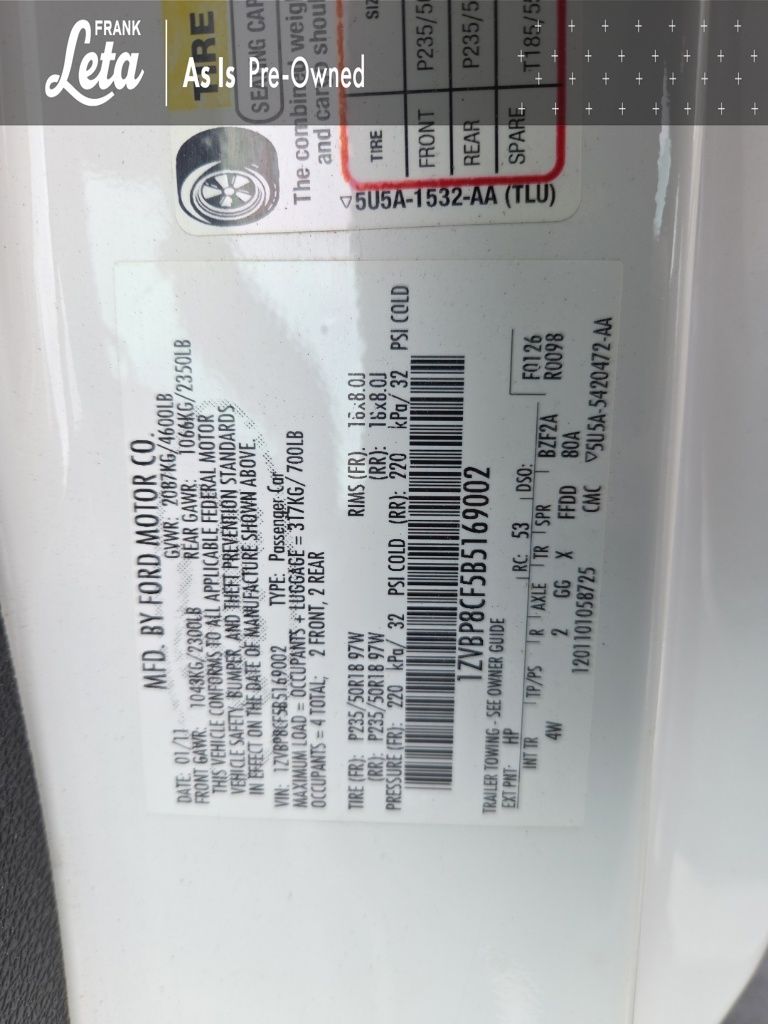 FRANK
Leta
As Is Pre-Owned
TIRE
SEATING CAP
The combined weig
and cargo shoul
TIRE SIZ
FRONT P235/50
REAR P235/5
SPARE T185/55
5U5A-1532-AA (TLU)
MFD. BY FORD MOTOR CO.
DATE: 01/11 GVWR: 2087KG/4600LB
FRONT GAWR: 1043KG/2300LB REAR GAWR: 1066KG/2350LB
THIS VEHICLE CONFORMS TO ALL APPLICABLE FEDERAL MOTOR
VEHICLE SAFETY, BUMPER, AND THEFT PREVENTION STANDARDS
IN EFFECT ON THE DATE OF MANUFACTURE SHOWN ABOVE.
VIN: 1ZVBP8CF5B5169002 TYPE: Passenger Car
MAXIMUM LOAD = OCCUPANTS + LUGGAGE = 317KG/700LB
OCCUPANTS = 4 TOTAL; 2 FRONT, 2 REAR
TIRE (FR): P235/50R18 97W RIMS (FR): 18x8.0J
(RR): P235/50R18 97W (RR): 18x8.0J
PRESSURE (FR): 220 kPa/ 32 PSI COLD (RR): 220 kPa/ 32 PSI COLD
1ZVBP8CF5B5169002
TRAILER TOWING - SEE OWNER GUIDE
EXT PNT: HP RC: 53 DSO: F0126
INT TR TP/PS R AXLE TR SPR BZF2A R0098
4W 2 GG X FFDD 80A
12011101058725 CMC 5U5A-5420472-AA